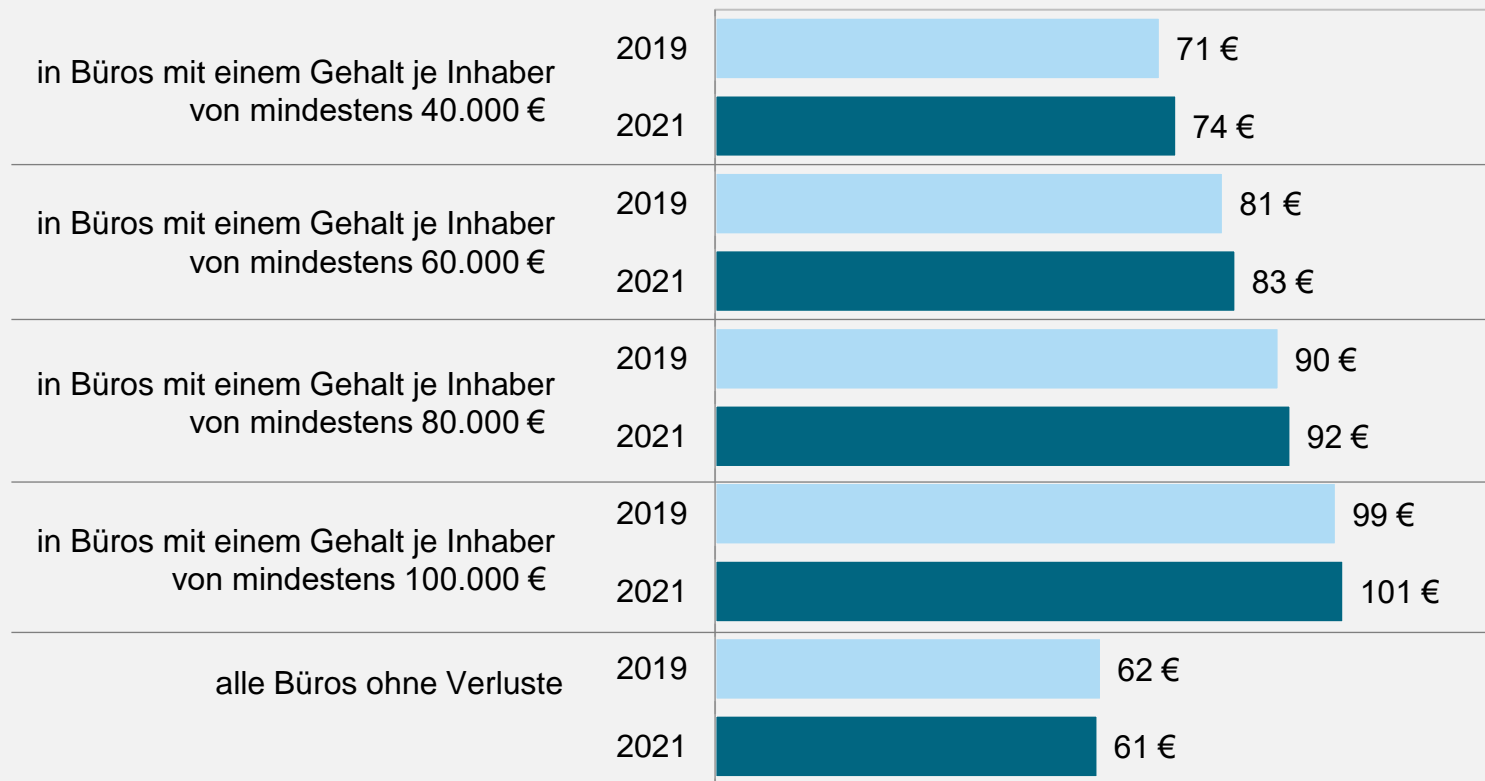 2019 71 €
in Büros mit einem Gehalt je Inhaber
von mindestens 40.000 €
2021 74 €
2019 81 €
in Büros mit einem Gehalt je Inhaber
von mindestens 60.000 €
2021 83 €
2019 90 €
in Büros mit einem Gehalt je Inhaber
von mindestens 80.000 €
2021 92 €
2019 99 €
in Büros mit einem Gehalt je Inhaber
von mindestens 100.000 €
2021 101 €
2019 62 €
alle Büros ohne Verluste
2021 61 €